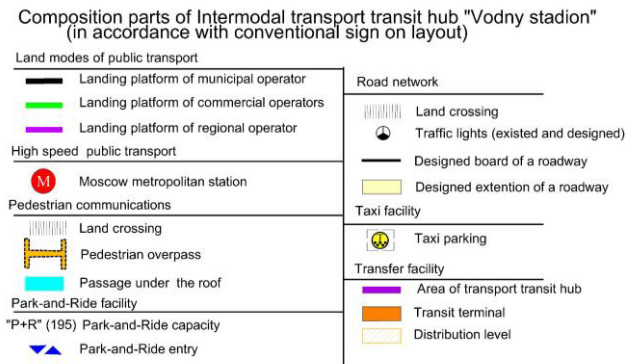 Composition parts of Intermodal transport transit hub "Vodny stadion"
(in accordance with conventional sign on layout)
Land modes of public transport
Landing platform of municipal operator
Landing platform of commercial operators
Landing platform of regional operator
High speed public transport
M Moscow metropolitan station
Pedestrian communications
Land crossing
Pedestrian overpass
Passage under the roof
Park-and-Ride facility
"P+R" (195) Park-and-Ride capacity
Park-and-Ride entry
Road network
Land crossing
Traffic lights (existed and designed)
Designed board of a roadway
Designed extention of a roadway
Taxi facility
Taxi parking
Transfer facility
Area of transport transit hub
Transit terminal
Distribution level